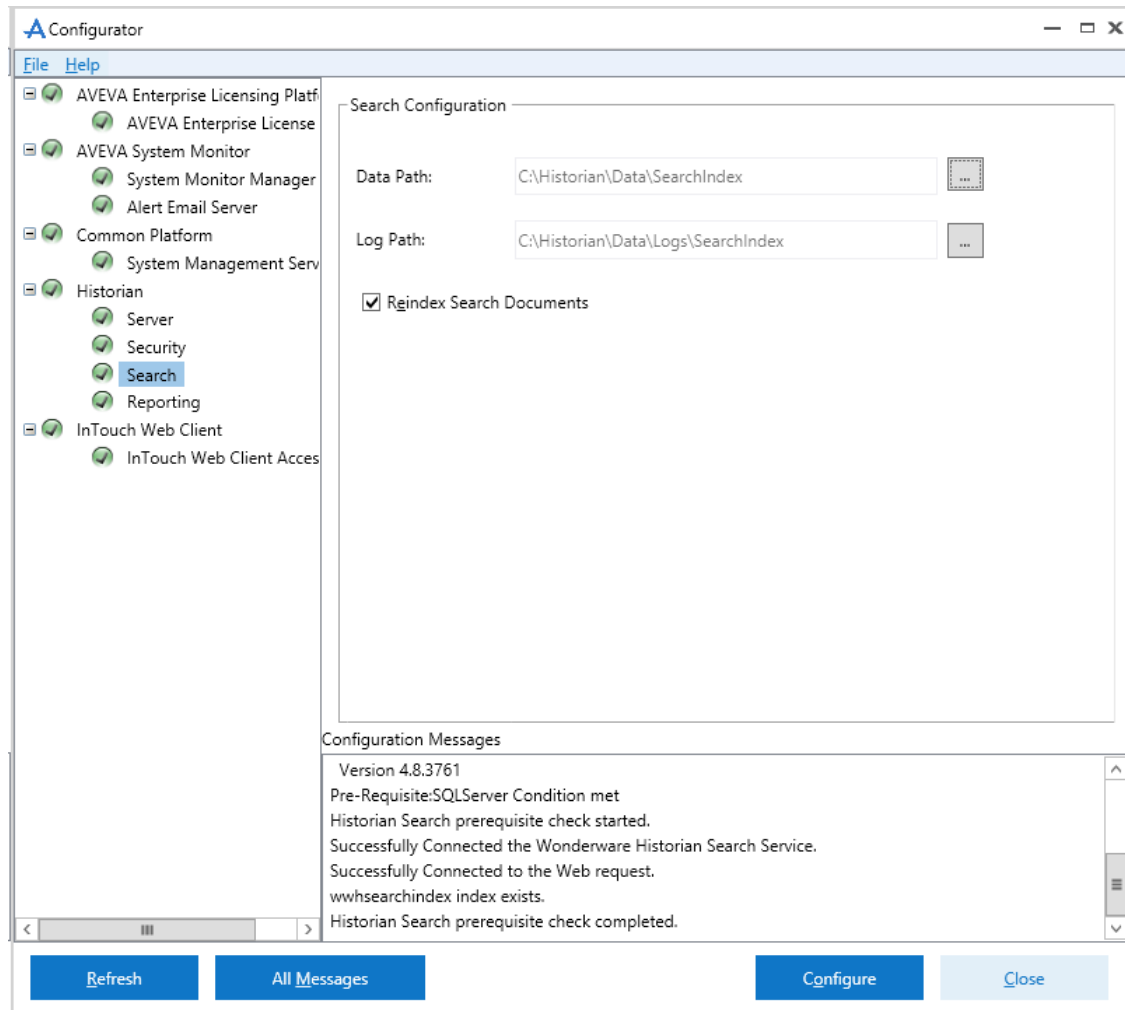 Configurator
File Help
AVEVA Enterprise Licensing Platf
AVEVA Enterprise License
AVEVA System Monitor
System Monitor Manager
Alert Email Server
Common Platform
System Management Serv
Historian
Server
Security
Search
Reporting
InTouch Web Client
InTouch Web Client Acces
Search Configuration
Data Path: C:\Historian\Data\SearchIndex ...
Log Path: C:\Historian\Data\Logs\SearchIndex ...
Reindex Search Documents
Configuration Messages
Version 4.8.3761
Pre-Requisite:SQLServer Condition met
Historian Search prerequisite check started.
Successfully Connected the Wonderware Historian Search Service.
Successfully Connected to the Web request.
wwhsearchindex index exists.
Historian Search prerequisite check completed.
Refresh All Messages Configure Close